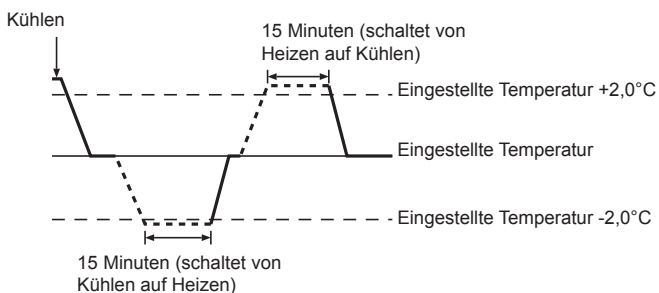 Kühlen
15 Minuten (schaltet von
Heizen auf Kühlen)
Eingestellte Temperatur +2,0°C
Eingestellte Temperatur
Eingestellte Temperatur -2,0°C
15 Minuten (schaltet von
Kühlen auf Heizen)